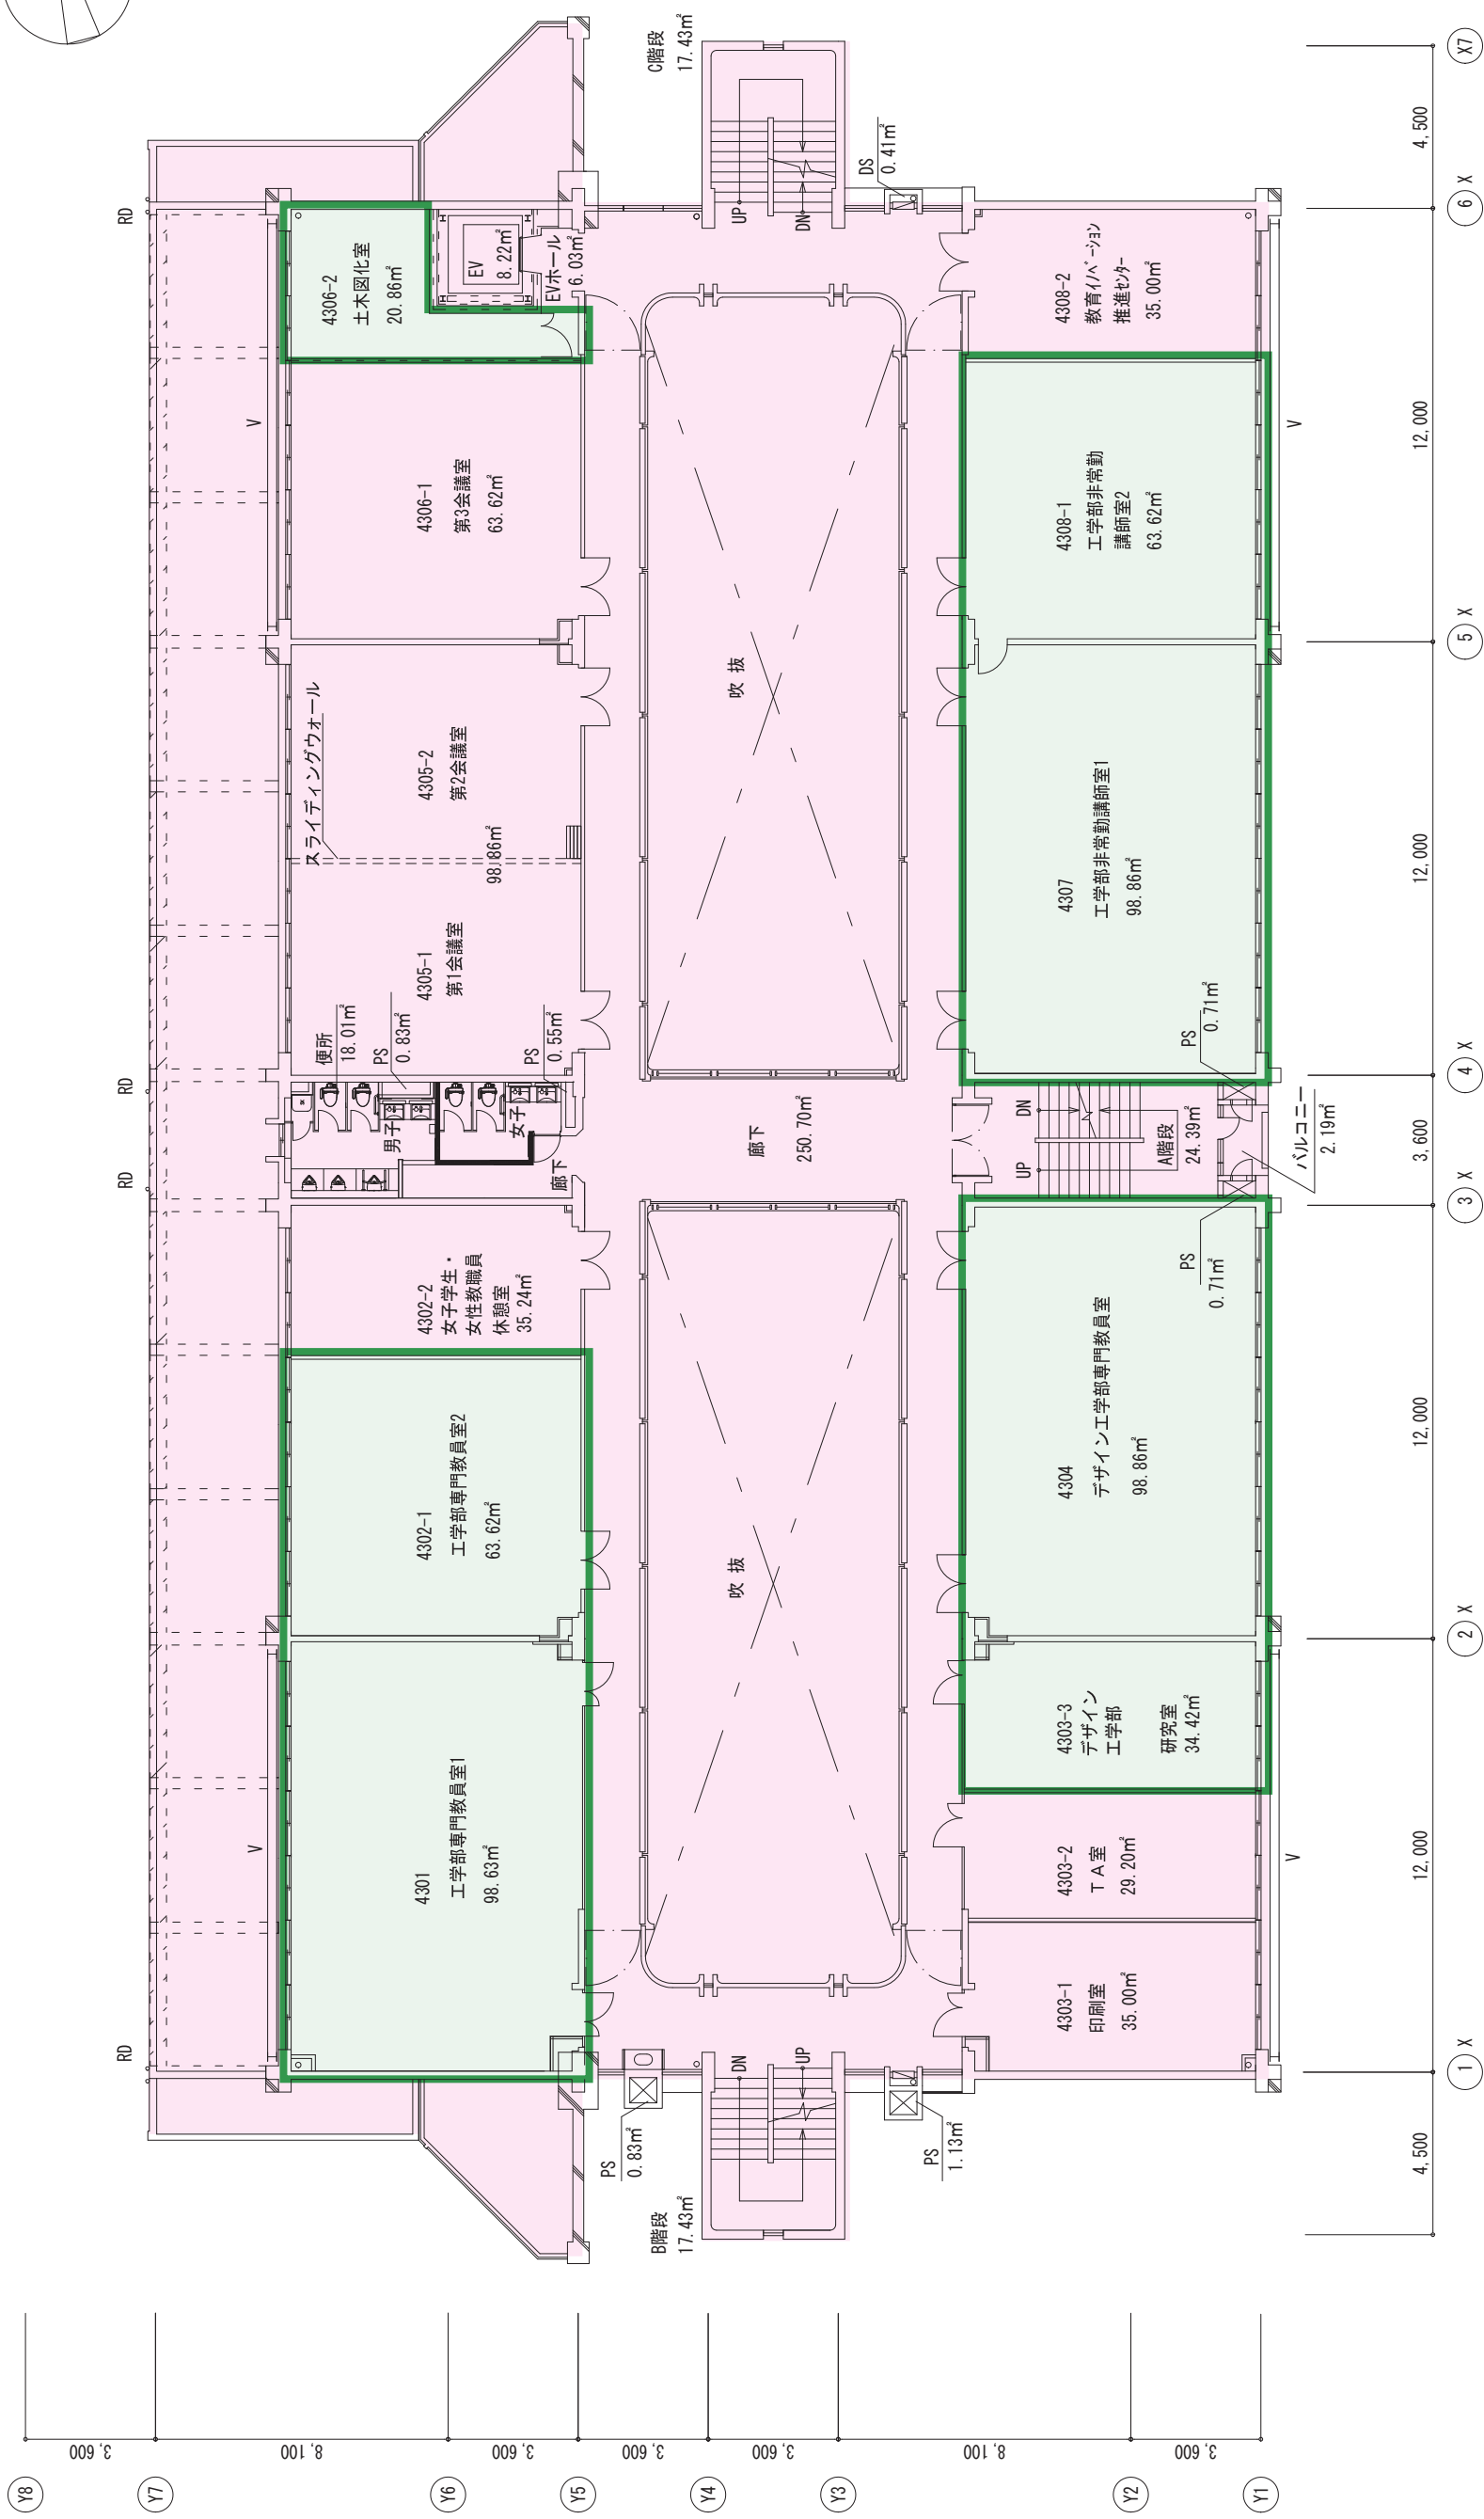 RD
RD
RD
RD
C階段
17.43㎡
DS
0.41㎡
UP
DN
4306-2
土木図化室
20.86㎡
EV
8.22㎡
EVホール
6.03㎡
V
4306-1
第3会議室
63.62㎡
4308-2
教育イノベーション
推進センター
35.00㎡
4308-1
工学部非常勤
講師室2
63.62㎡
V
スライディングウォール
4305-2
第2会議室
98.86㎡
4305-1
第1会議室
吹 抜
4307
工学部非常勤講師室1
98.86㎡
便所
18.01㎡
PS
0.83㎡
PS
0.55㎡
男子
女子
廊下
廊下
250.70㎡
DN
UP
A階段
24.39㎡
PS
0.71㎡
バルコニー
2.19㎡
PS
0.71㎡
4302-2
女子学生・
女性教職員
休憩室
35.24㎡
4302-1
工学部専門教員室2
63.62㎡
吹 抜
4304
デザイン工学部専門教員室
98.86㎡
V
4301
工学部専門教員室1
98.63㎡
4303-3
デザイン
工学部
研究室
34.42㎡
4303-2
TA室
29.20㎡
4303-1
印刷室
35.00㎡
V
DN
UP
PS
0.83㎡
PS
1.13㎡
B階段
17.43㎡
4,500
12,000
12,000
3,600
12,000
12,000
4,500
X7
6 X
5 X
4 X
3 X
2 X
1 X
3,600
8,100
3,600
3,600
3,600
8,100
3,600
Y8
Y7
Y6
Y5
Y4
Y3
Y2
Y1